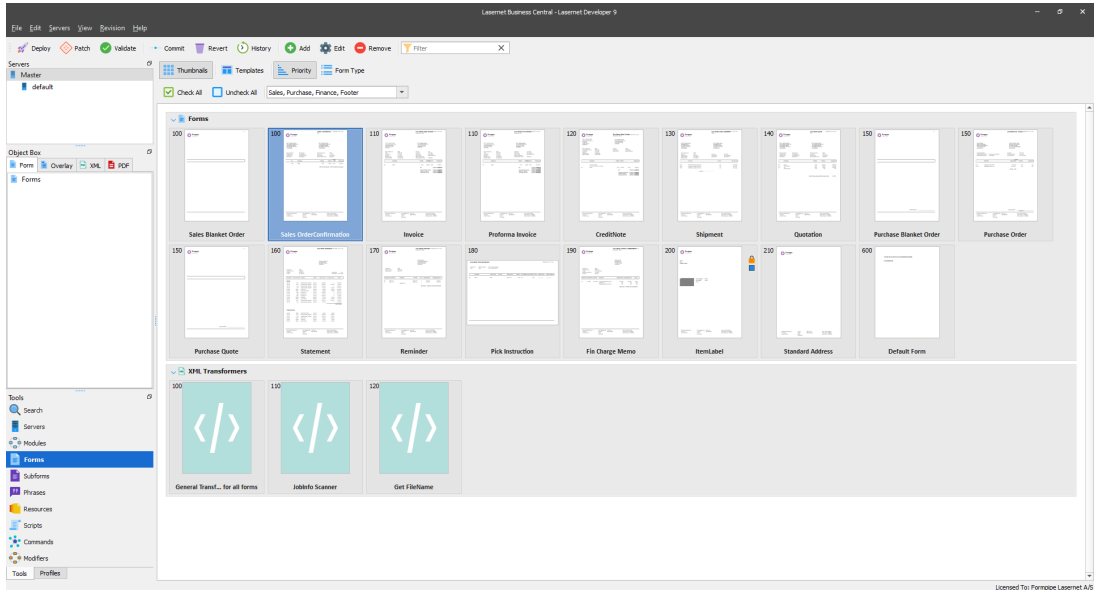 Lasernet Business Central - Lasernet Developer 9
File Edit Servers View Revision Help
Deploy Patch Validate Commit Revert History Add Edit Remove Filter
Servers
Master
default
Thumbnails Templates Priority Form Type
Check All Uncheck All Sales, Purchase, Finance, Footer
Object Box
Form Overlay XML PDF
Forms
Forms
100 100 110 110 120 130 140 150 150
Sales Blanket Order Sales OrderConfirmation Invoice Proforma Invoice CreditNote Shipment Quotation Purchase Blanket Order Purchase Order
150 160 170 180 190 200 210 600
Purchase Quote Statement Reminder Pick Instruction Fin Charge Memo ItemLabel Standard Address Default Form
XML Transformers
100 110 120
General Transf... for all forms JobInfo Scanner Get FileName
Tools
Search
Servers
Modules
Forms
Subforms
Phrases
Resources
Scripts
Commands
Modifiers
Tools Profiles
Licensed To: Formpipe Lasernet A/S